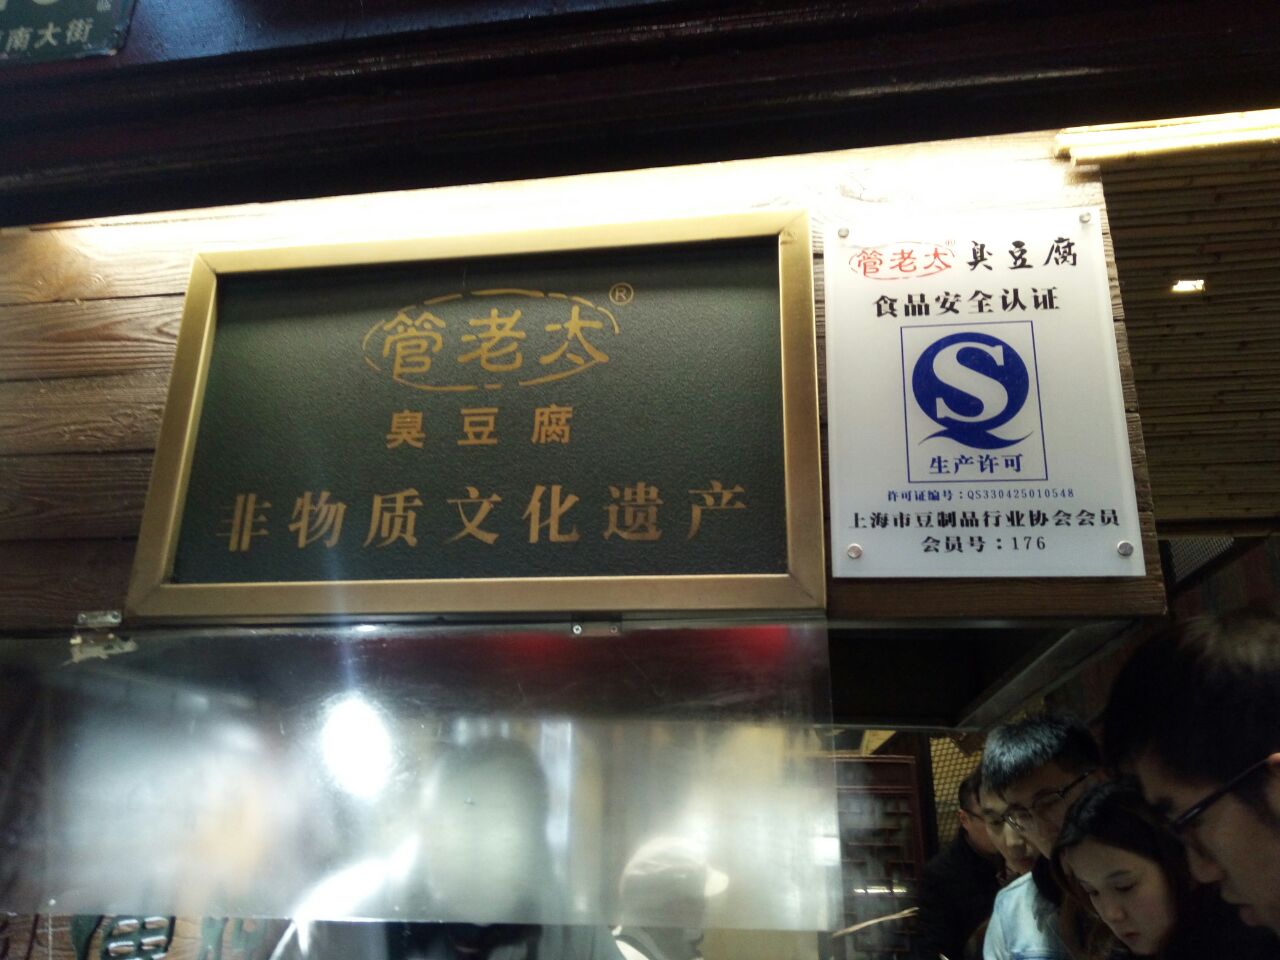 南大街
管老太®
臭豆腐
非物质文化遗产
管老太® 臭豆腐
食品安全认证
生产许可
许可证编号：QS330425010548
上海市豆制品行业协会会员
会员号：176